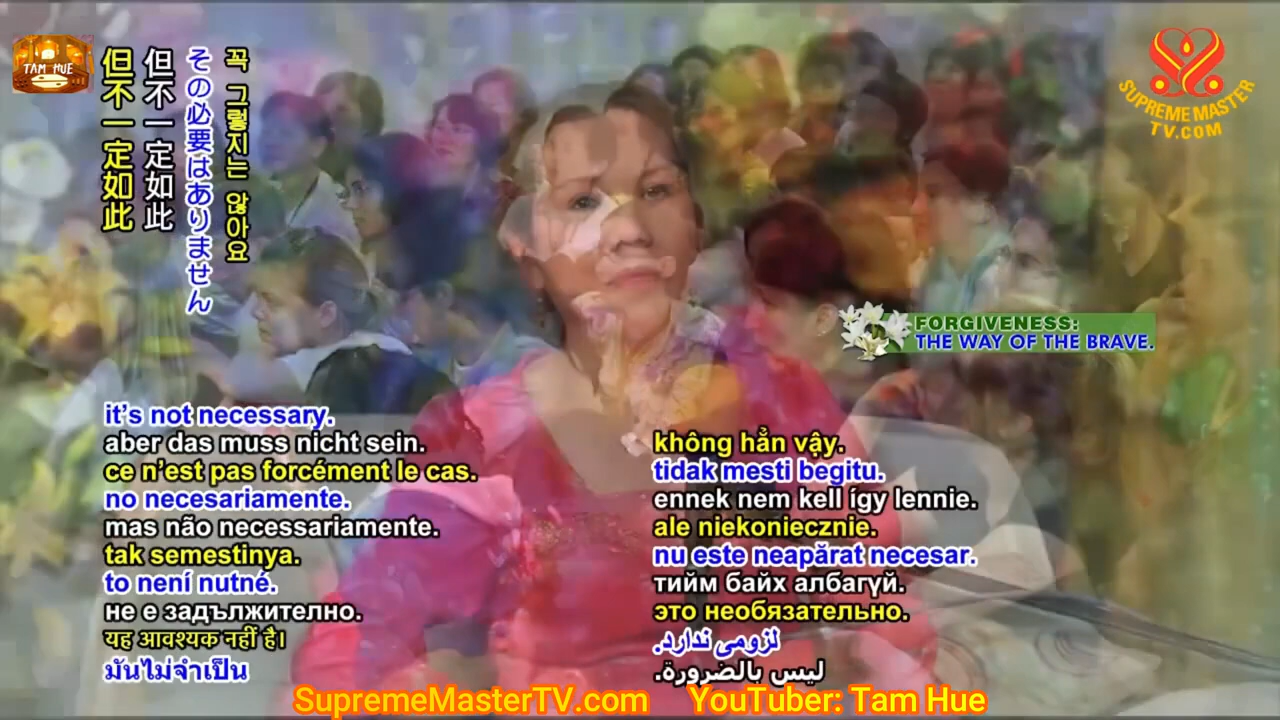 TAM HUE
但不一定如此
但不一定如此
その必要はありません
꼭 그렇지는 않아요
SUPREME MASTER
TV.COM
FORGIVENESS:
THE WAY OF THE BRAVE.
it's not necessary.
aber das muss nicht sein.
ce n'est pas forcément le cas.
no necesariamente.
mas não necessariamente.
tak semestinya.
to není nutné.
не е задължително.
यह आवश्यक नहीं है।
มันไม่จำเป็น
không hẳn vậy.
tidak mesti begitu.
ennek nem kell így lennie.
ale niekoniecznie.
nu este neapărat necesar.
тийм байх албагүй.
это необязательно.
لزومی ندارد.
ليس بالضرورة.
SupremeMasterTV.com YouTuber: Tam Hue